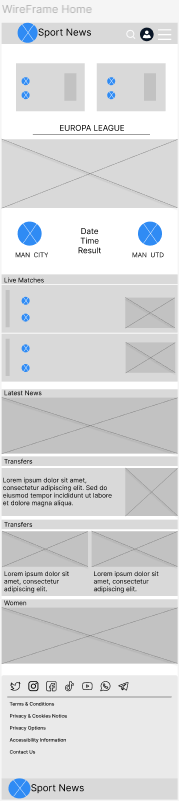 WireFrame Home
Sport News
EUROPA LEAGUE
Date
Time
Result
MAN CITY
MAN UTD
Live Matches
Latest News
Transfers
Lorem ipsum dolor sit amet,
consectetur adipiscing elit. Sed do
eiusmod tempor incididunt ut labore
et dolore magna aliqua.
Transfers
Lorem ipsum dolor sit
amet, consectetur
adipiscing elit.
Lorem ipsum dolor sit
amet, consectetur
adipiscing elit.
Women
Terms & Conditions
Privacy & Cookies Notice
Privacy Options
Accessibility Information
Contact Us
Sport News